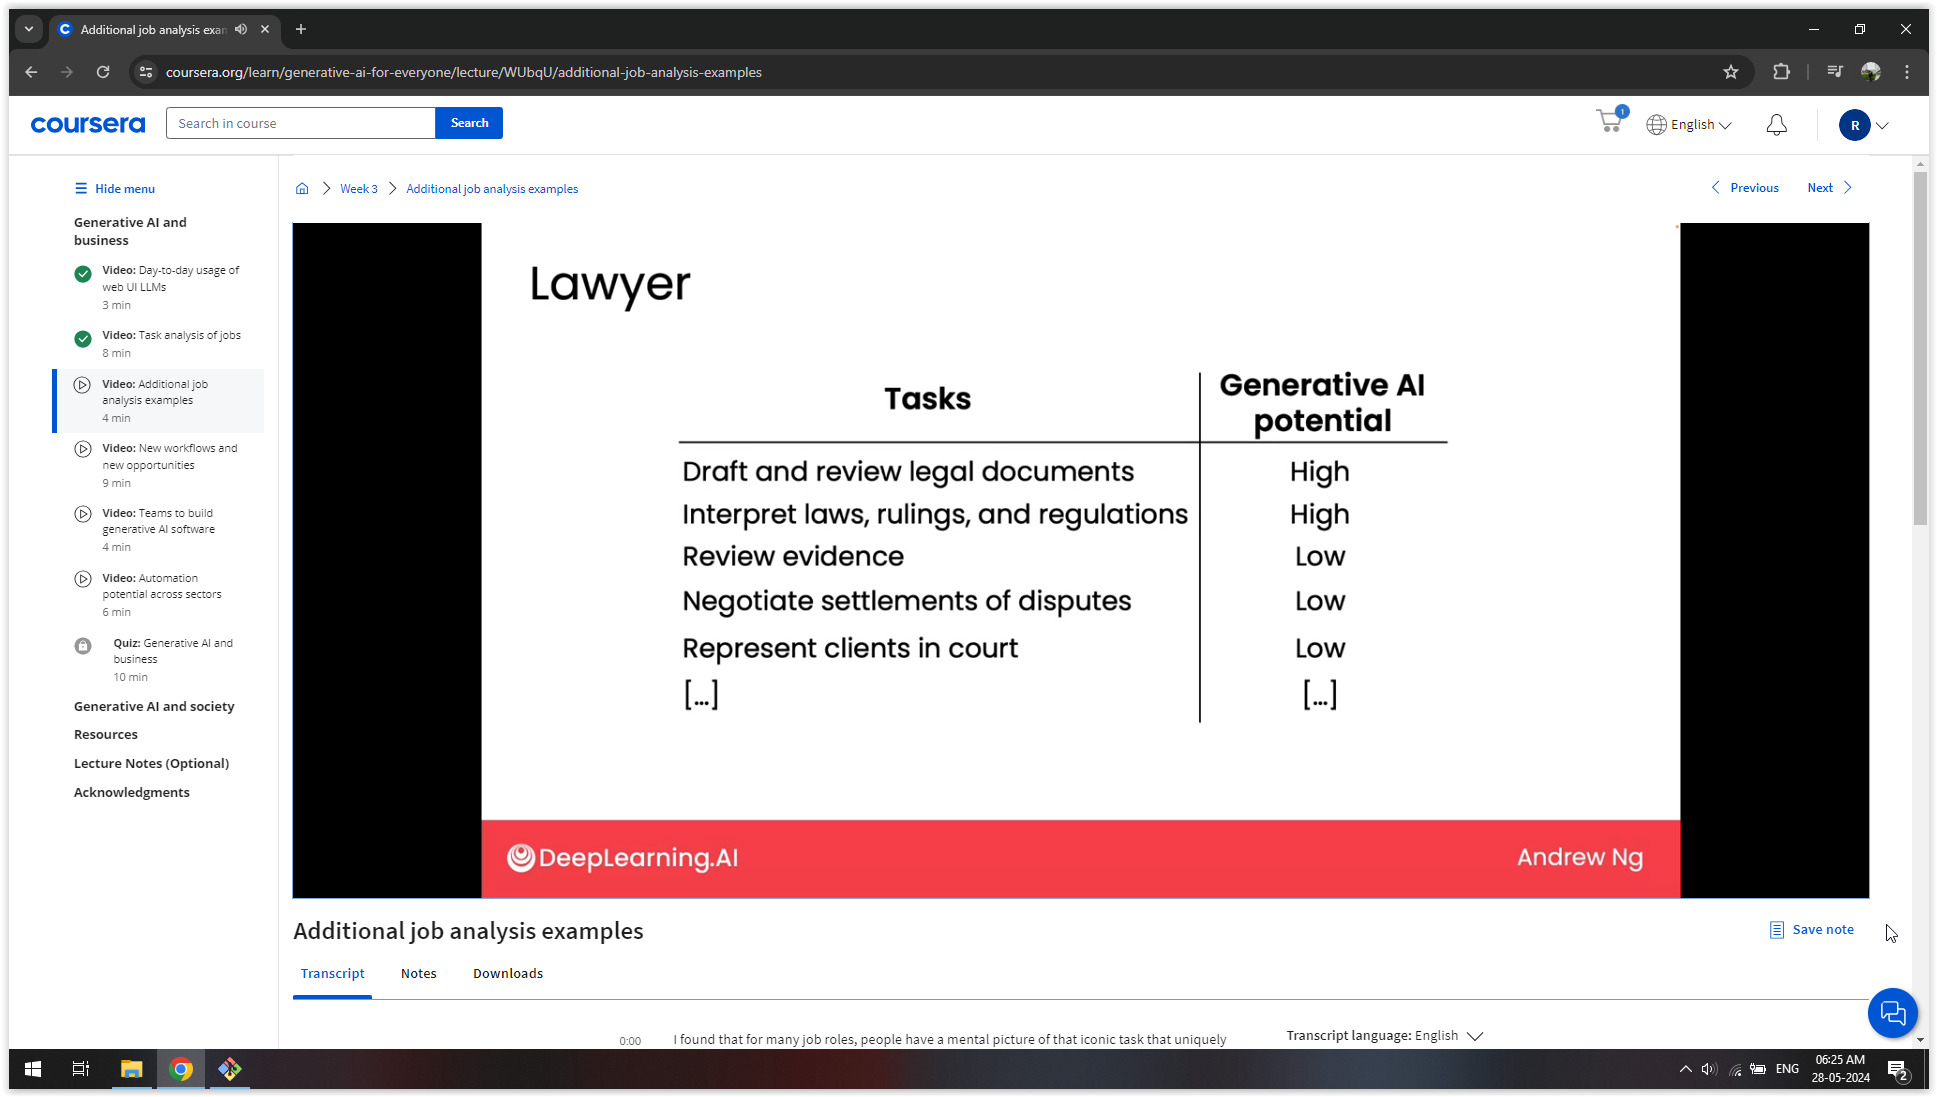 Additional job analysis exam
coursera.org/learn/generative-ai-for-everyone/lecture/WUbqU/additional-job-analysis-examples
coursera
Search in course
Search
1
English
R
Hide menu
Week 3
Additional job analysis examples
Previous
Next
Generative AI and
business
Video: Day-to-day usage of
web UI LLMs
3 min
Video: Task analysis of jobs
8 min
Video: Additional job
analysis examples
4 min
Video: New workflows and
new opportunities
9 min
Video: Teams to build
generative AI software
4 min
Video: Automation
potential across sectors
6 min
Quiz: Generative AI and
business
10 min
Generative AI and society
Resources
Lecture Notes (Optional)
Acknowledgments
Lawyer
Tasks
Generative AI
potential
Draft and review legal documents High
Interpret laws, rulings, and regulations High
Review evidence Low
Negotiate settlements of disputes Low
Represent clients in court Low
[...] [...]
DeepLearning.AI
Andrew Ng
Additional job analysis examples
Save note
Transcript
Notes
Downloads
0:00
I found that for many job roles, people have a mental picture of that iconic task that uniquely
Transcript language: English
ENG
06:25 AM
28-05-2024
2